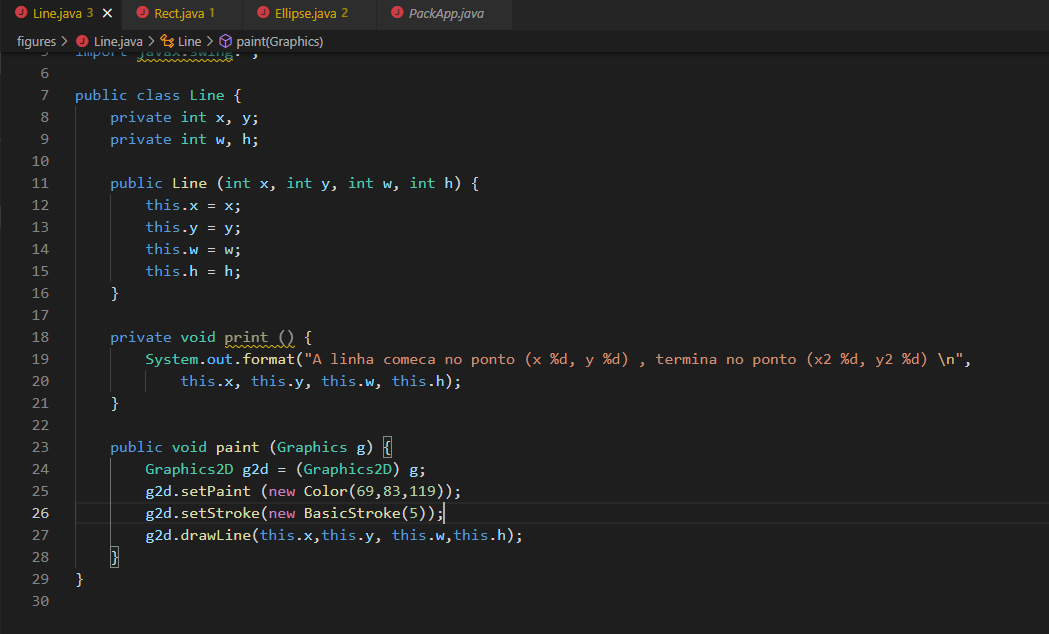 Line.java 3 × Rect.java 1 Ellipse.java 2 PackApp.java
figures > Line.java > Line > paint(Graphics)
5 import javax.swing.*;
6
7 public class Line {
8     private int x, y;
9     private int w, h;
10
11     public Line (int x, int y, int w, int h) {
12         this.x = x;
13         this.y = y;
14         this.w = w;
15         this.h = h;
16     }
17
18     private void print () {
19         System.out.format("A linha comeca no ponto (x %d, y %d) , termina no ponto (x2 %d, y2 %d) \n",
20             this.x, this.y, this.w, this.h);
21     }
22
23     public void paint (Graphics g) {
24         Graphics2D g2d = (Graphics2D) g;
25         g2d.setPaint (new Color(69,83,119));
26         g2d.setStroke(new BasicStroke(5));
27         g2d.drawLine(this.x,this.y, this.w,this.h);
28     }
29 }
30